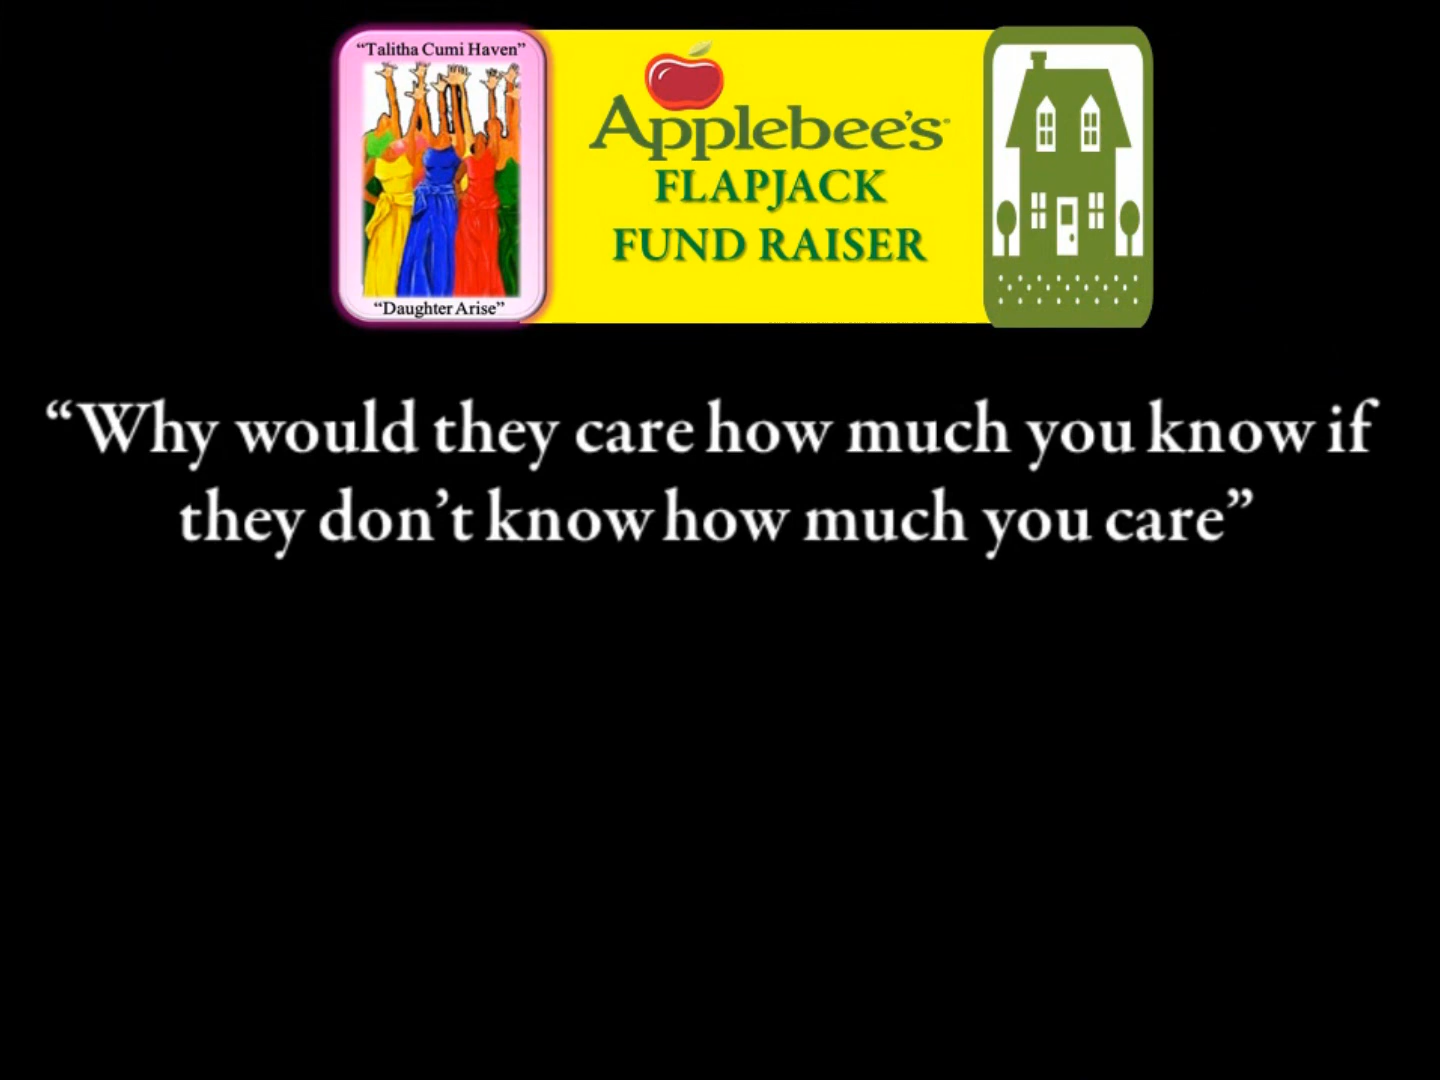 “Talitha Cumi Haven”
“Daughter Arise”
Applebee's
FLAPJACK
FUND RAISER
“Why would they care how much you know if
they don’t know how much you care”